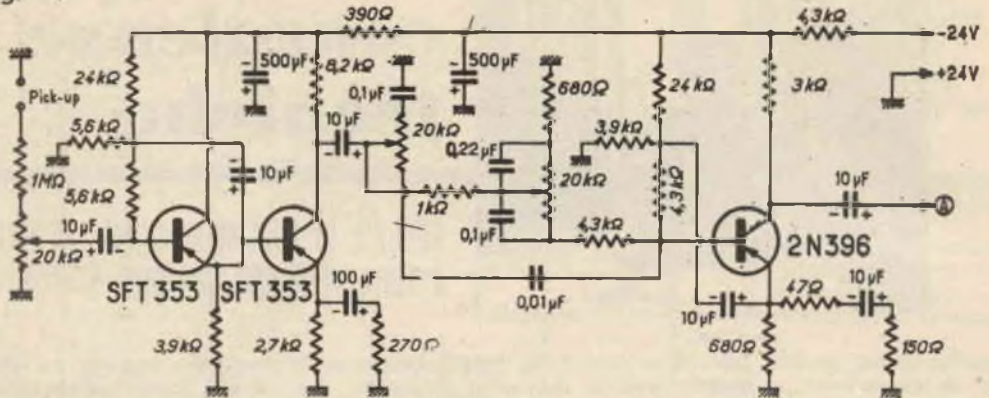 390Ω
4,3kΩ
-24V
+24V
24kΩ
500µF
8,2kΩ
0,1µF
500µF
680Ω
24kΩ
3kΩ
Pick-up
5,6kΩ
10µF
20kΩ
3,9kΩ
1MΩ
5,6kΩ
10µF
0,22µF
20kΩ
4,3kΩ
10µF
A
10µF
1kΩ
0,1µF
4,3kΩ
20kΩ
2N396
SFT 353
SFT 353
100µF
0,01µF
47Ω
10µF
10µF
3,9kΩ
2,7kΩ
270Ω
680Ω
150Ω